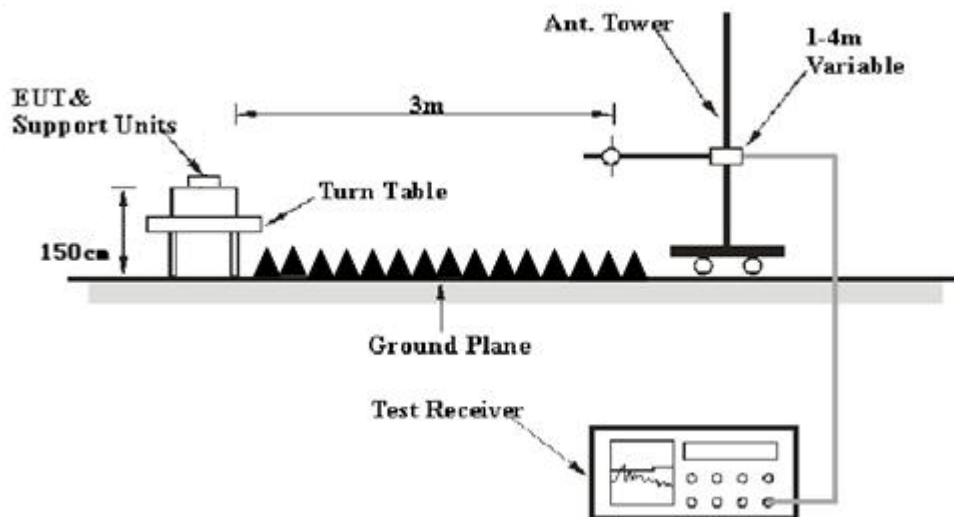 Ant. Tower
1-4m
Variable
EUT&
Support Units
3m
Turn Table
150cm
Ground Plane
Test Receiver